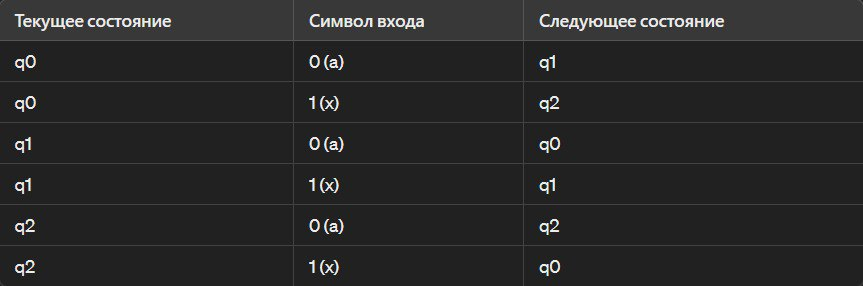 Текущее состояние Символ входа Следующее состояние
q0 0 (a) q1
q0 1 (x) q2
q1 0 (a) q0
q1 1 (x) q1
q2 0 (a) q2
q2 1 (x) q0